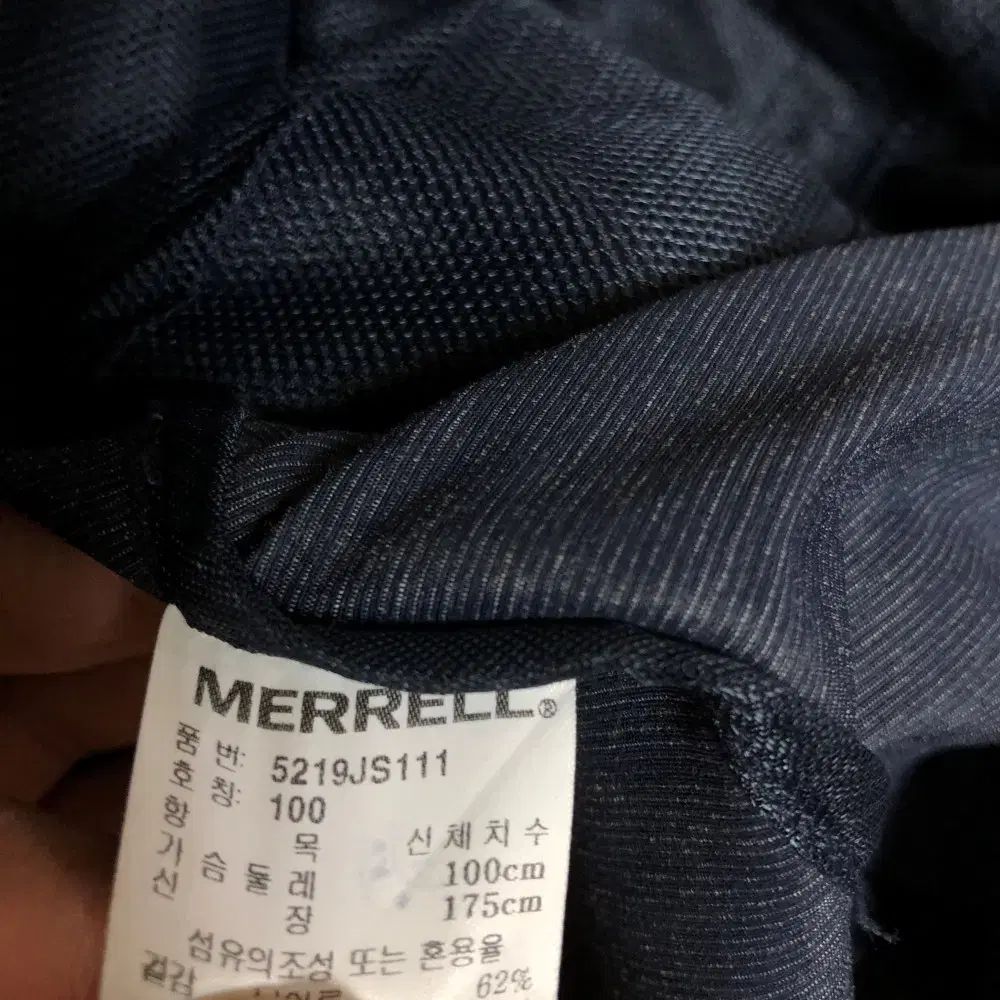 MERRELL®
품 번: 5219JS111
호 칭: 100
항 목 신체치수
가 슴 둘 레 100cm
신 장 175cm
섬유의조성 또는 혼용율
겉감 62%